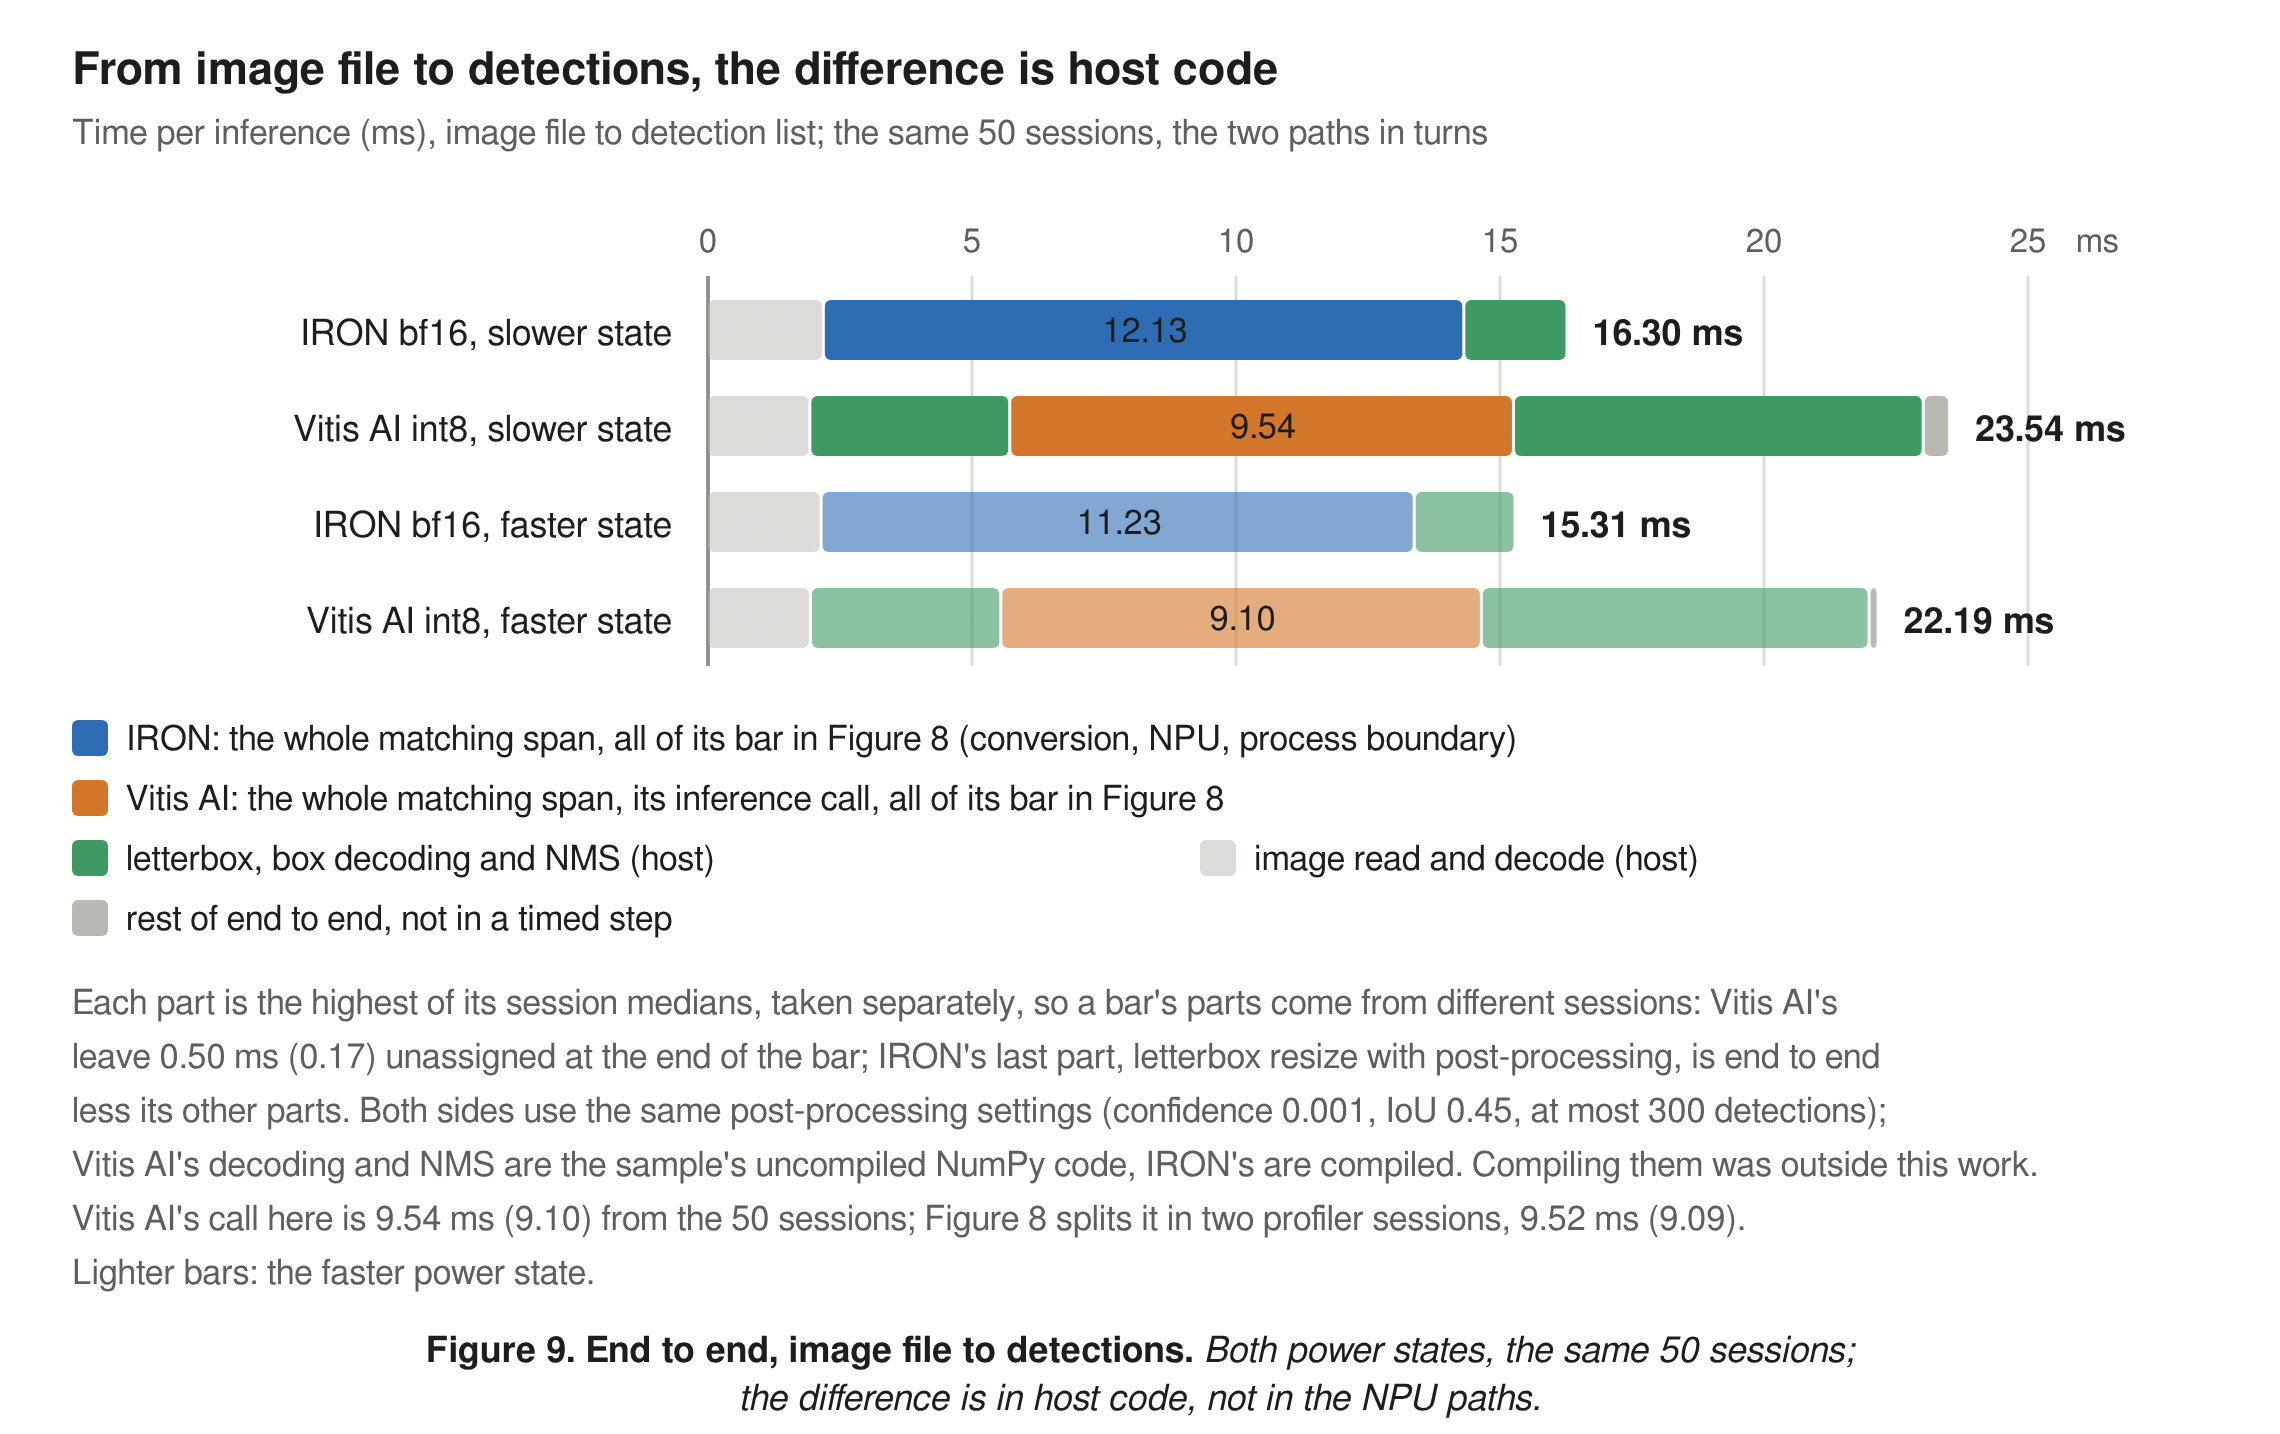 From image file to detections, the difference is host code
Time per inference (ms), image file to detection list; the same 50 sessions, the two paths in turns
0 5 10 15 20 25 ms
IRON bf16, slower state 12.13 16.30 ms
Vitis AI int8, slower state 9.54 23.54 ms
IRON bf16, faster state 11.23 15.31 ms
Vitis AI int8, faster state 9.10 22.19 ms
IRON: the whole matching span, all of its bar in Figure 8 (conversion, NPU, process boundary)
Vitis AI: the whole matching span, its inference call, all of its bar in Figure 8
letterbox, box decoding and NMS (host) image read and decode (host)
rest of end to end, not in a timed step
Each part is the highest of its session medians, taken separately, so a bar's parts come from different sessions: Vitis AI's
leave 0.50 ms (0.17) unassigned at the end of the bar; IRON's last part, letterbox resize with post-processing, is end to end
less its other parts. Both sides use the same post-processing settings (confidence 0.001, IoU 0.45, at most 300 detections);
Vitis AI's decoding and NMS are the sample's uncompiled NumPy code, IRON's are compiled. Compiling them was outside this work.
Vitis AI's call here is 9.54 ms (9.10) from the 50 sessions; Figure 8 splits it in two profiler sessions, 9.52 ms (9.09).
Lighter bars: the faster power state.
Figure 9. End to end, image file to detections. Both power states, the same 50 sessions;
the difference is in host code, not in the NPU paths.